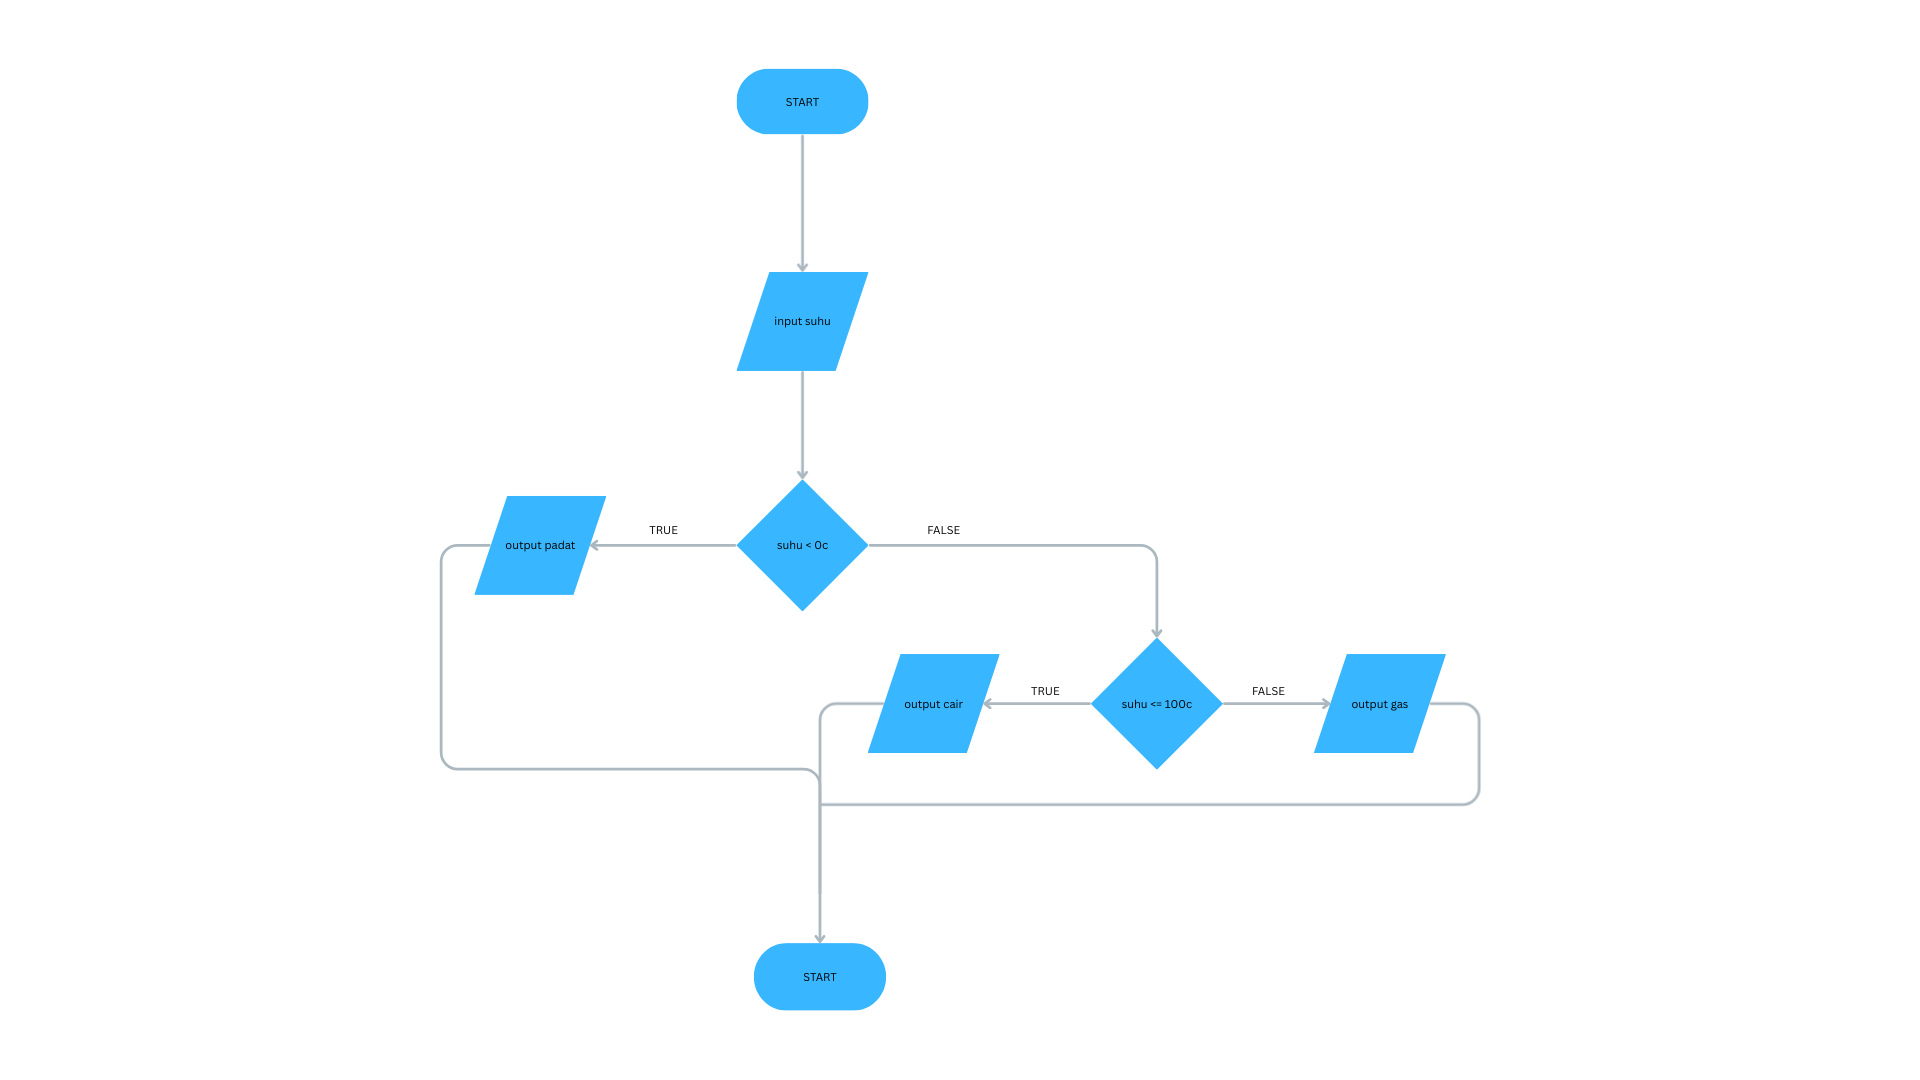 START
input suhu
output padat
TRUE
suhu < 0c
FALSE
output cair
TRUE
suhu <= 100c
FALSE
output gas
START